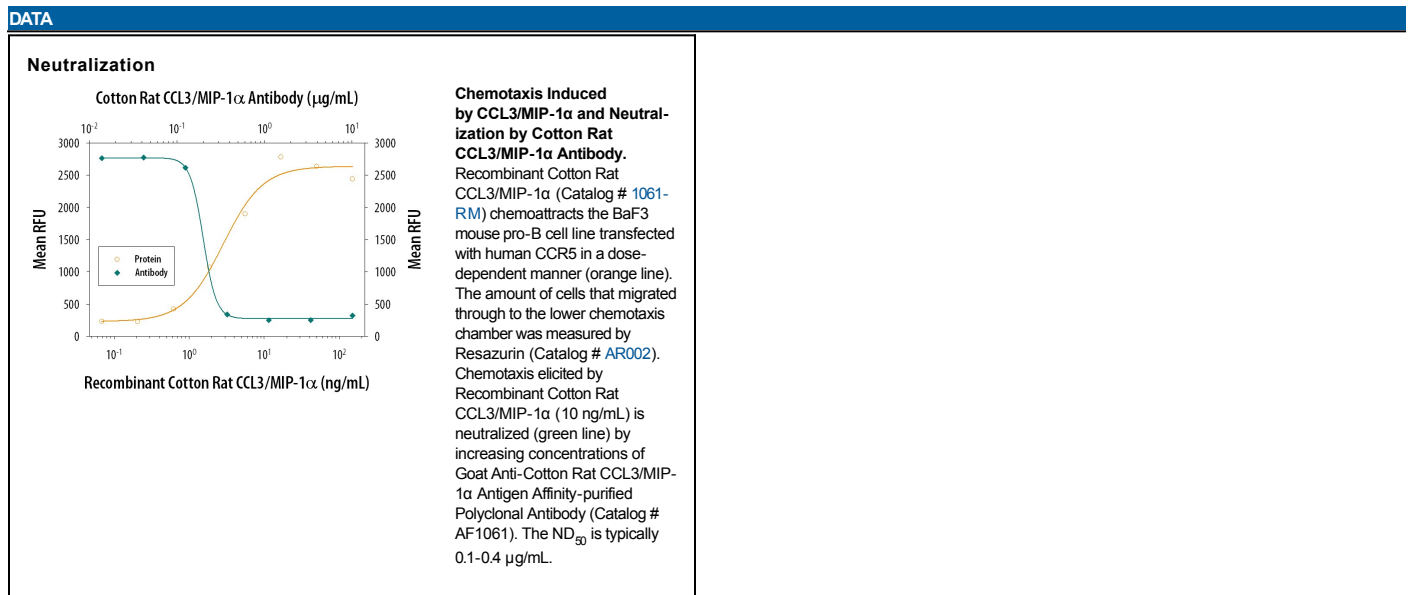 DATA
Neutralization
Cotton Rat CCL3/MIP-1α Antibody (μg/mL)
10-2 10-1 100 101
3000 3000
2500 2500
2000 2000
1500 1500
1000 1000
500 500
0 0
Mean RFU
Mean RFU
Protein
Antibody
10-1 100 101 102
Recombinant Cotton Rat CCL3/MIP-1α (ng/mL)
Chemotaxis Induced
by CCL3/MIP-1α and Neutral-
ization by Cotton Rat
CCL3/MIP-1α Antibody.
Recombinant Cotton Rat
CCL3/MIP-1α (Catalog # 1061-
RM) chemoattracts the BaF3
mouse pro-B cell line transfected
with human CCR5 in a dose-
dependent manner (orange line).
The amount of cells that migrated
through to the lower chemotaxis
chamber was measured by
Resazurin (Catalog # AR002).
Chemotaxis elicited by
Recombinant Cotton Rat
CCL3/MIP-1α (10 ng/mL) is
neutralized (green line) by
increasing concentrations of
Goat Anti-Cotton Rat CCL3/MIP-
1α Antigen Affinity-purified
Polyclonal Antibody (Catalog #
AF1061). The ND50 is typically
0.1-0.4 μg/mL.